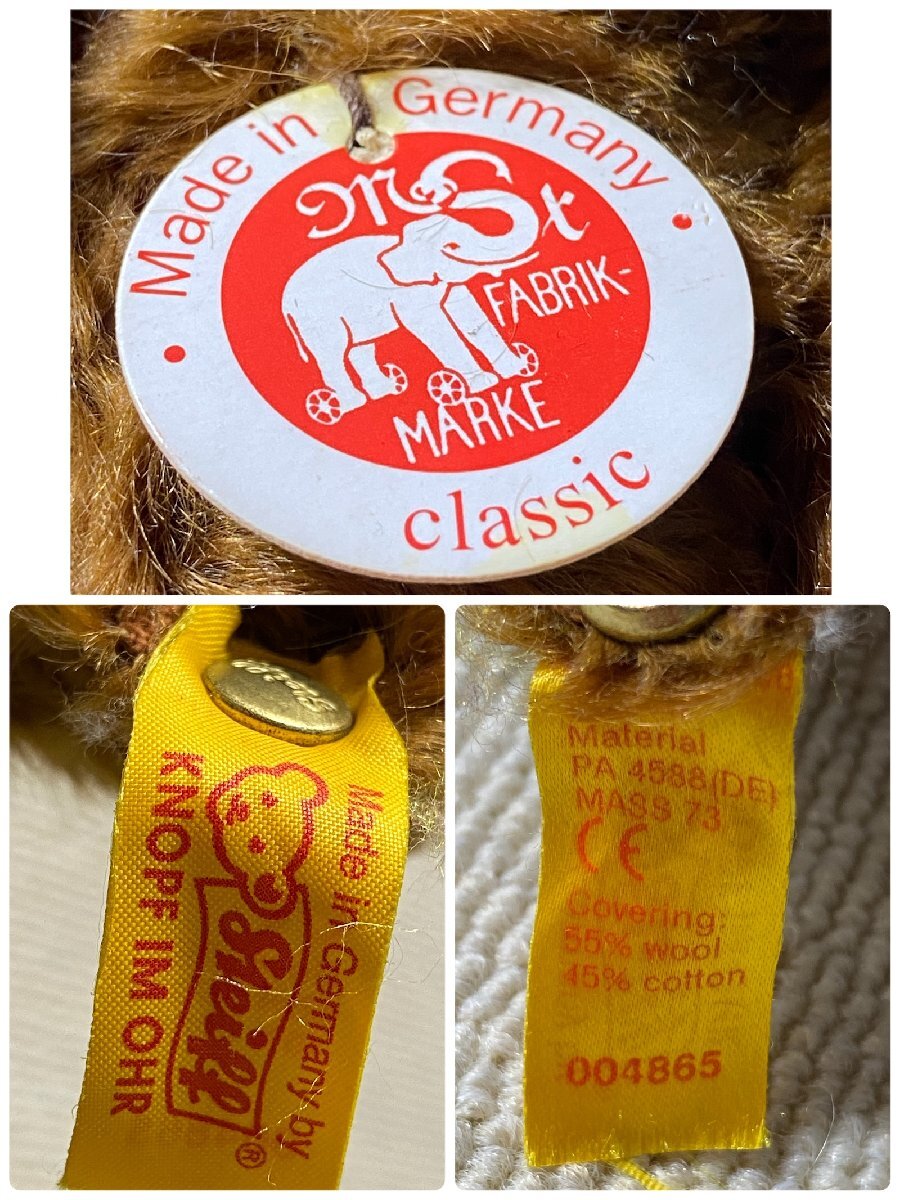 Made in Germany
FABRIK-
MARKE
classic
Steiff
Made in Germany by
Steiff®
KNOPF IM OHR
Material
PA 4588(DE)
MASS 73
CE
Covering:
55% wool
45% cotton
004865